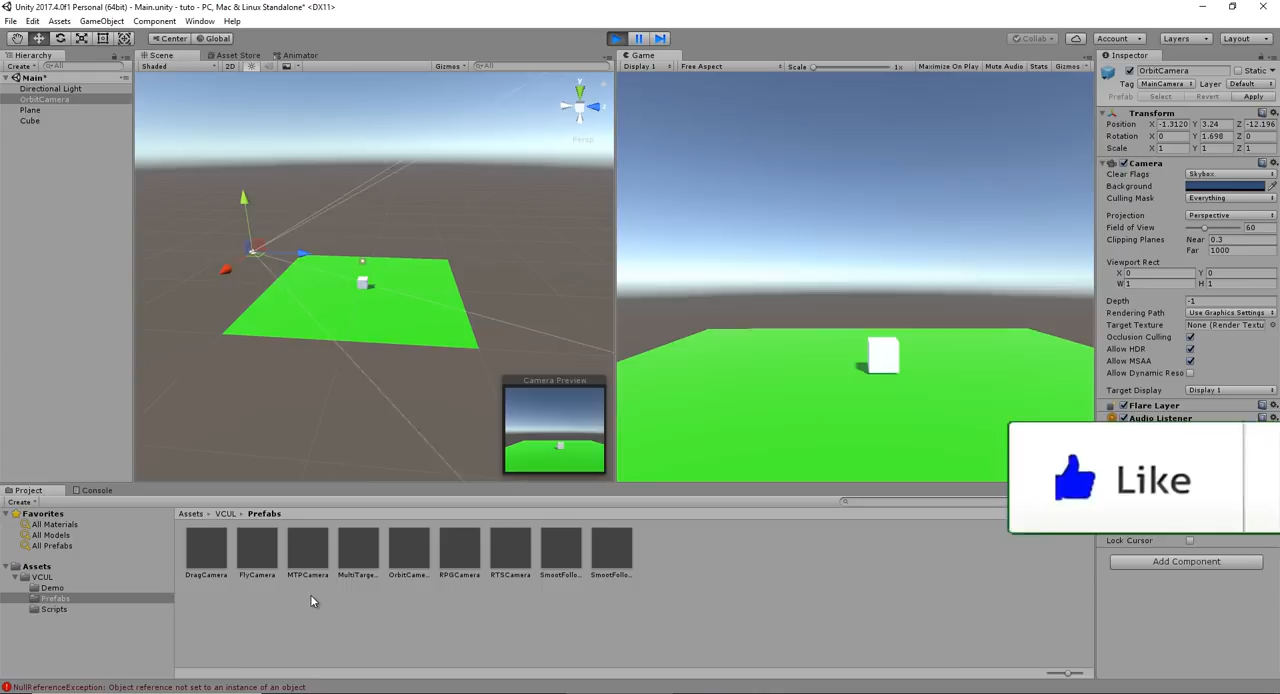 Unity 2017.4.0f1 Personal (64bit) - Main.unity - tuto - PC, Mac & Linux Standalone* <DX11>
File Edit Assets GameObject Component Window Help
Center Global Collab Account Layers Layout
Hierarchy
Create All
Main*
Directional Light
OrbitCamera
Plane
Cube
Scene Asset Store Animator
Shaded 2D Gizmos All
y
Persp
Camera Preview
Game
Display 1 Free Aspect Scale 1x Maximize On Play Mute Audio Stats Gizmos
Inspector
OrbitCamera Static
Tag MainCamera Layer Default
Prefab Select Revert Apply
Transform
Position X -1.3120 Y 3.24 Z -12.196
Rotation X 0 Y 1.698 Z 0
Scale X 1 Y 1 Z 1
Camera
Clear Flags Skybox
Background
Culling Mask Everything
Projection Perspective
Field of View 60
Clipping Planes Near 0.3
Far 1000
Viewport Rect
X 0 Y 0
W 1 H 1
Depth -1
Rendering Path Use Graphics Settings
Target Texture None (Render Textu
Occlusion Culling
Allow HDR
Allow MSAA
Allow Dynamic Reso
Target Display Display 1
Flare Layer
Audio Listener
Like
Lock Cursor
Add Component
Project Console
Create
Favorites
All Materials
All Models
All Prefabs
Assets
VCUL
Demo
Prefabs
Scripts
Assets VCUL Prefabs
DragCamera FlyCamera MTPCamera MultiTarge... OrbitCame... RPGCamera RTSCamera SmootFollo... SmootFollo...
NullReferenceException: Object reference not set to an instance of an object